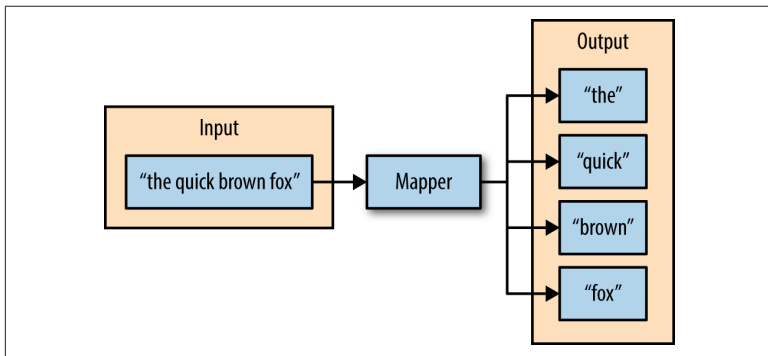 Input
“the quick brown fox”
Mapper
Output
“the”
“quick”
“brown”
“fox”